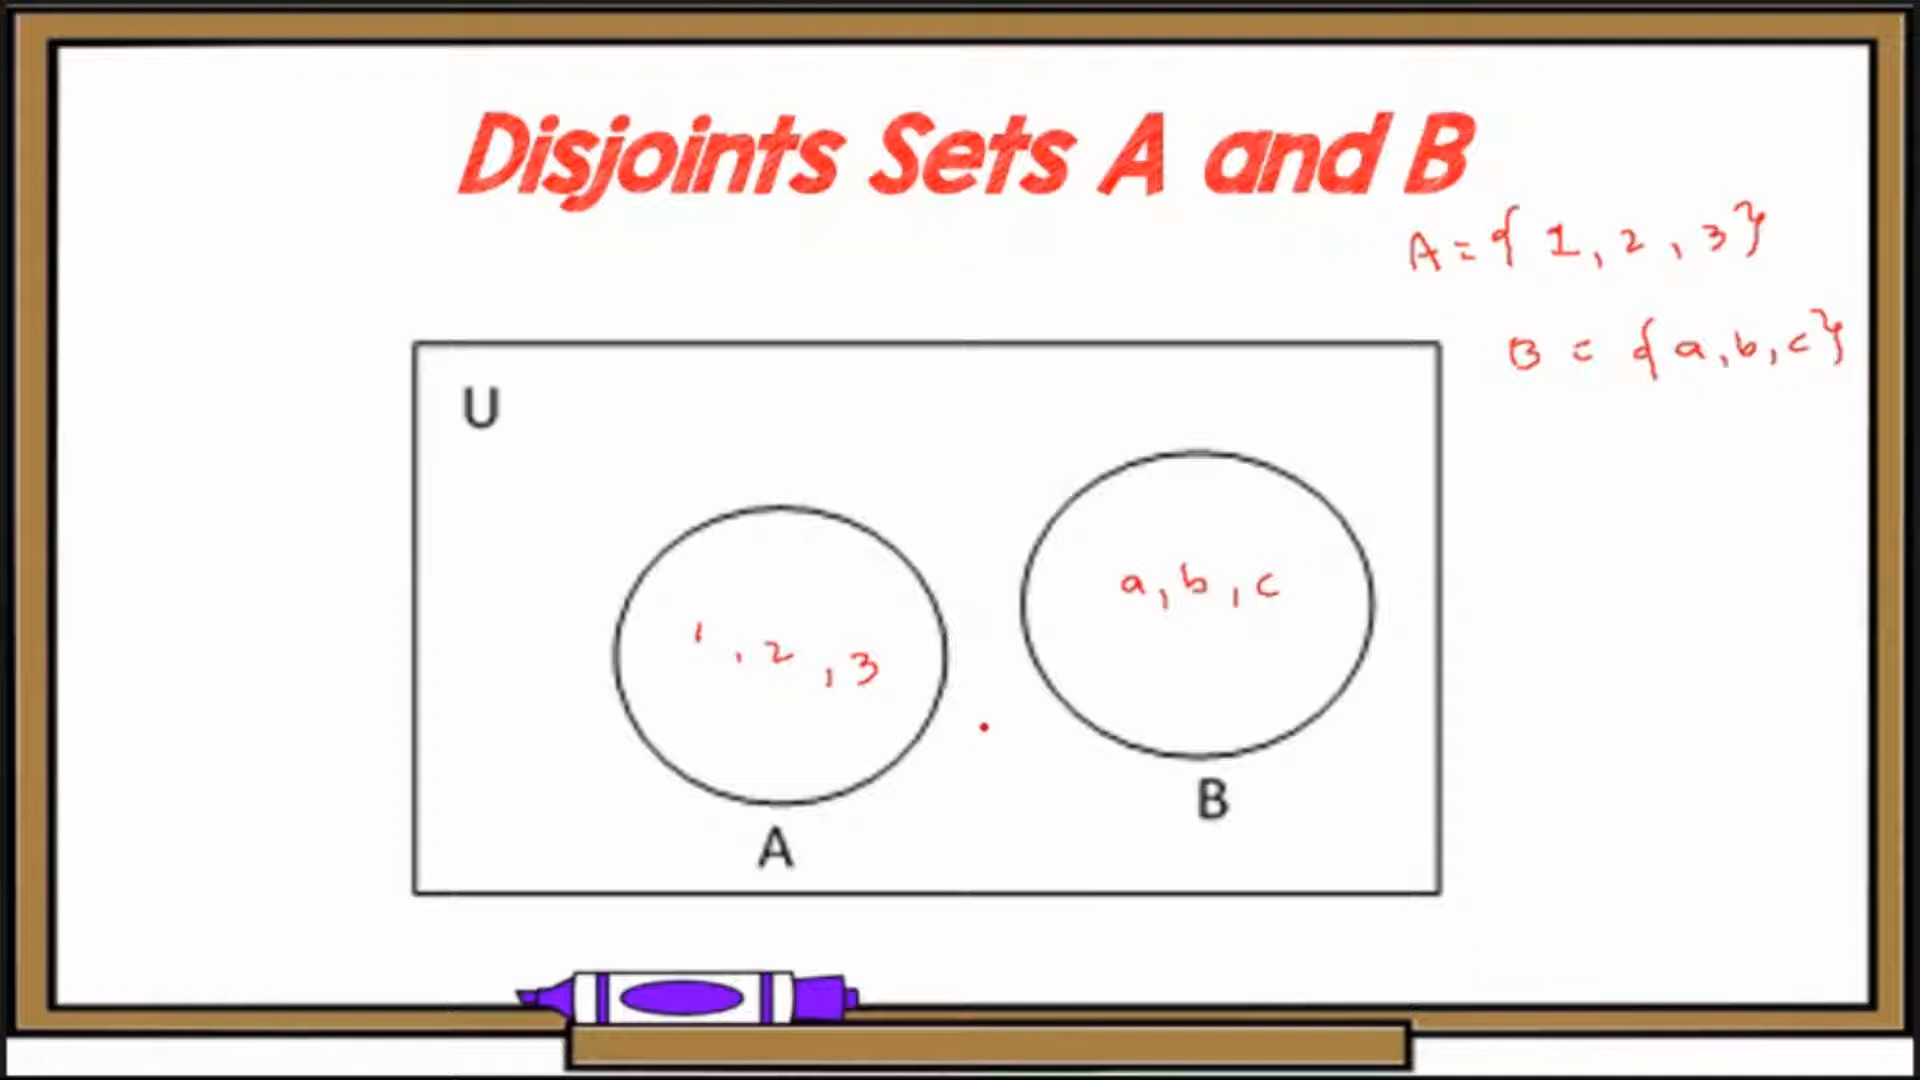 Disjoints Sets A and B
A = { 1 , 2 , 3 }
B = { a , b , c }
U
a , b , c
1 , 2 , 3
B
A